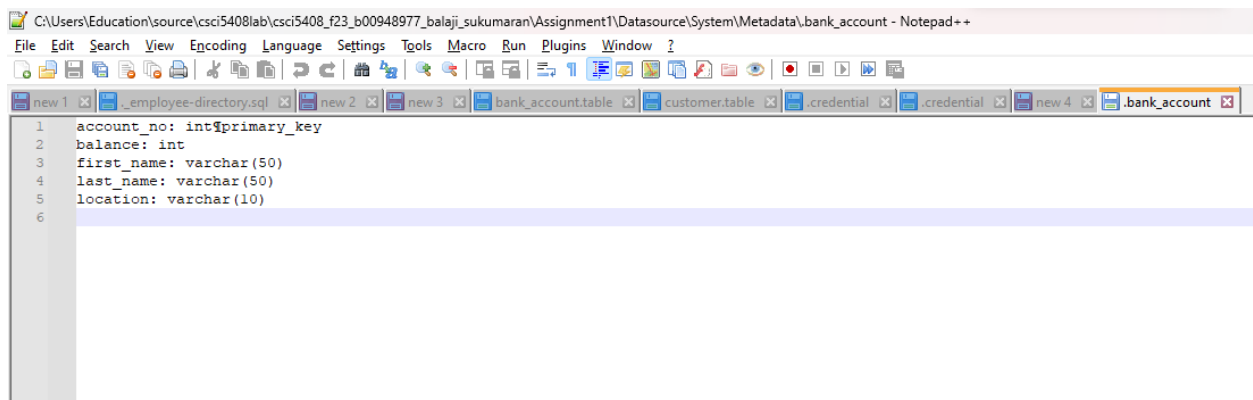 C:\Users\Education\source\csci5408lab\csci5408_f23_b00948977_balaji_sukumaran\Assignment1\Datasource\System\Metadata\.bank_account - Notepad++
File Edit Search View Encoding Language Settings Tools Macro Run Plugins Window ?
new 1 ._employee-directory.sql new 2 new 3 bank_account.table customer.table .credential .credential new 4 .bank_account
1 account_no: int¶primary_key
2 balance: int
3 first_name: varchar(50)
4 last_name: varchar(50)
5 location: varchar(10)
6